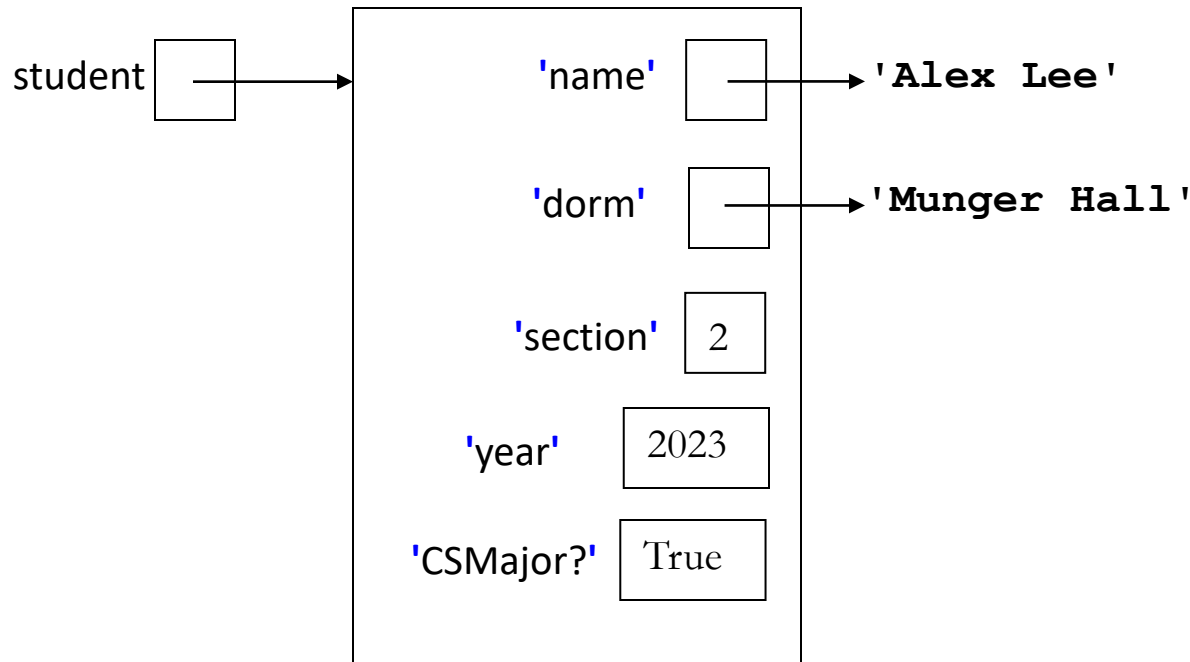 student 'name' 'Alex Lee'
'dorm' 'Munger Hall'
'section' 2
'year' 2023
'CSMajor?' True